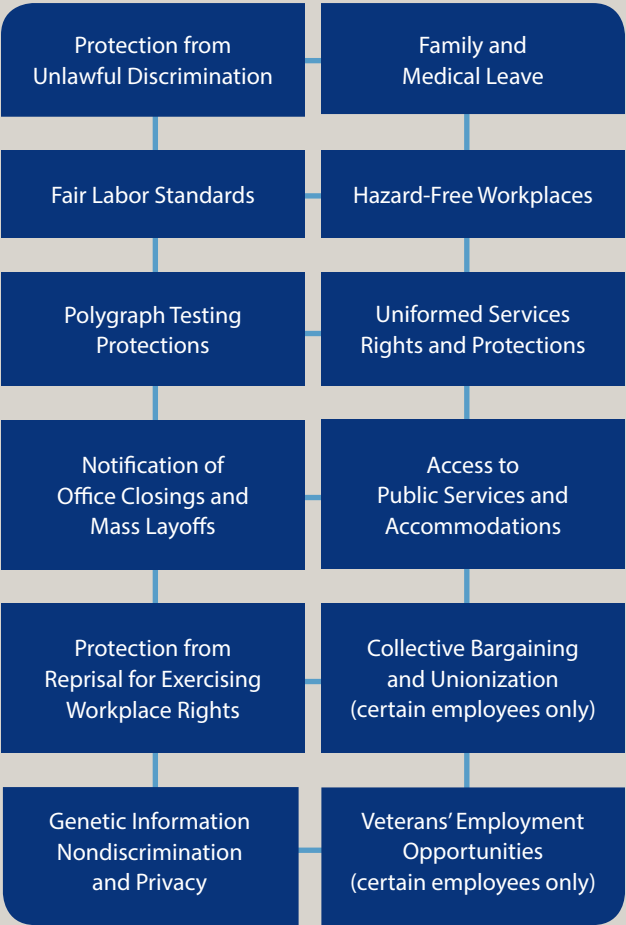 Protection from
Unlawful Discrimination
Family and
Medical Leave
Fair Labor Standards
Hazard-Free Workplaces
Polygraph Testing
Protections
Uniformed Services
Rights and Protections
Notification of
Office Closings and
Mass Layoffs
Access to
Public Services and
Accommodations
Protection from
Reprisal for Exercising
Workplace Rights
Collective Bargaining
and Unionization
(certain employees only)
Genetic Information
Nondiscrimination
and Privacy
Veterans’ Employment
Opportunities
(certain employees only)